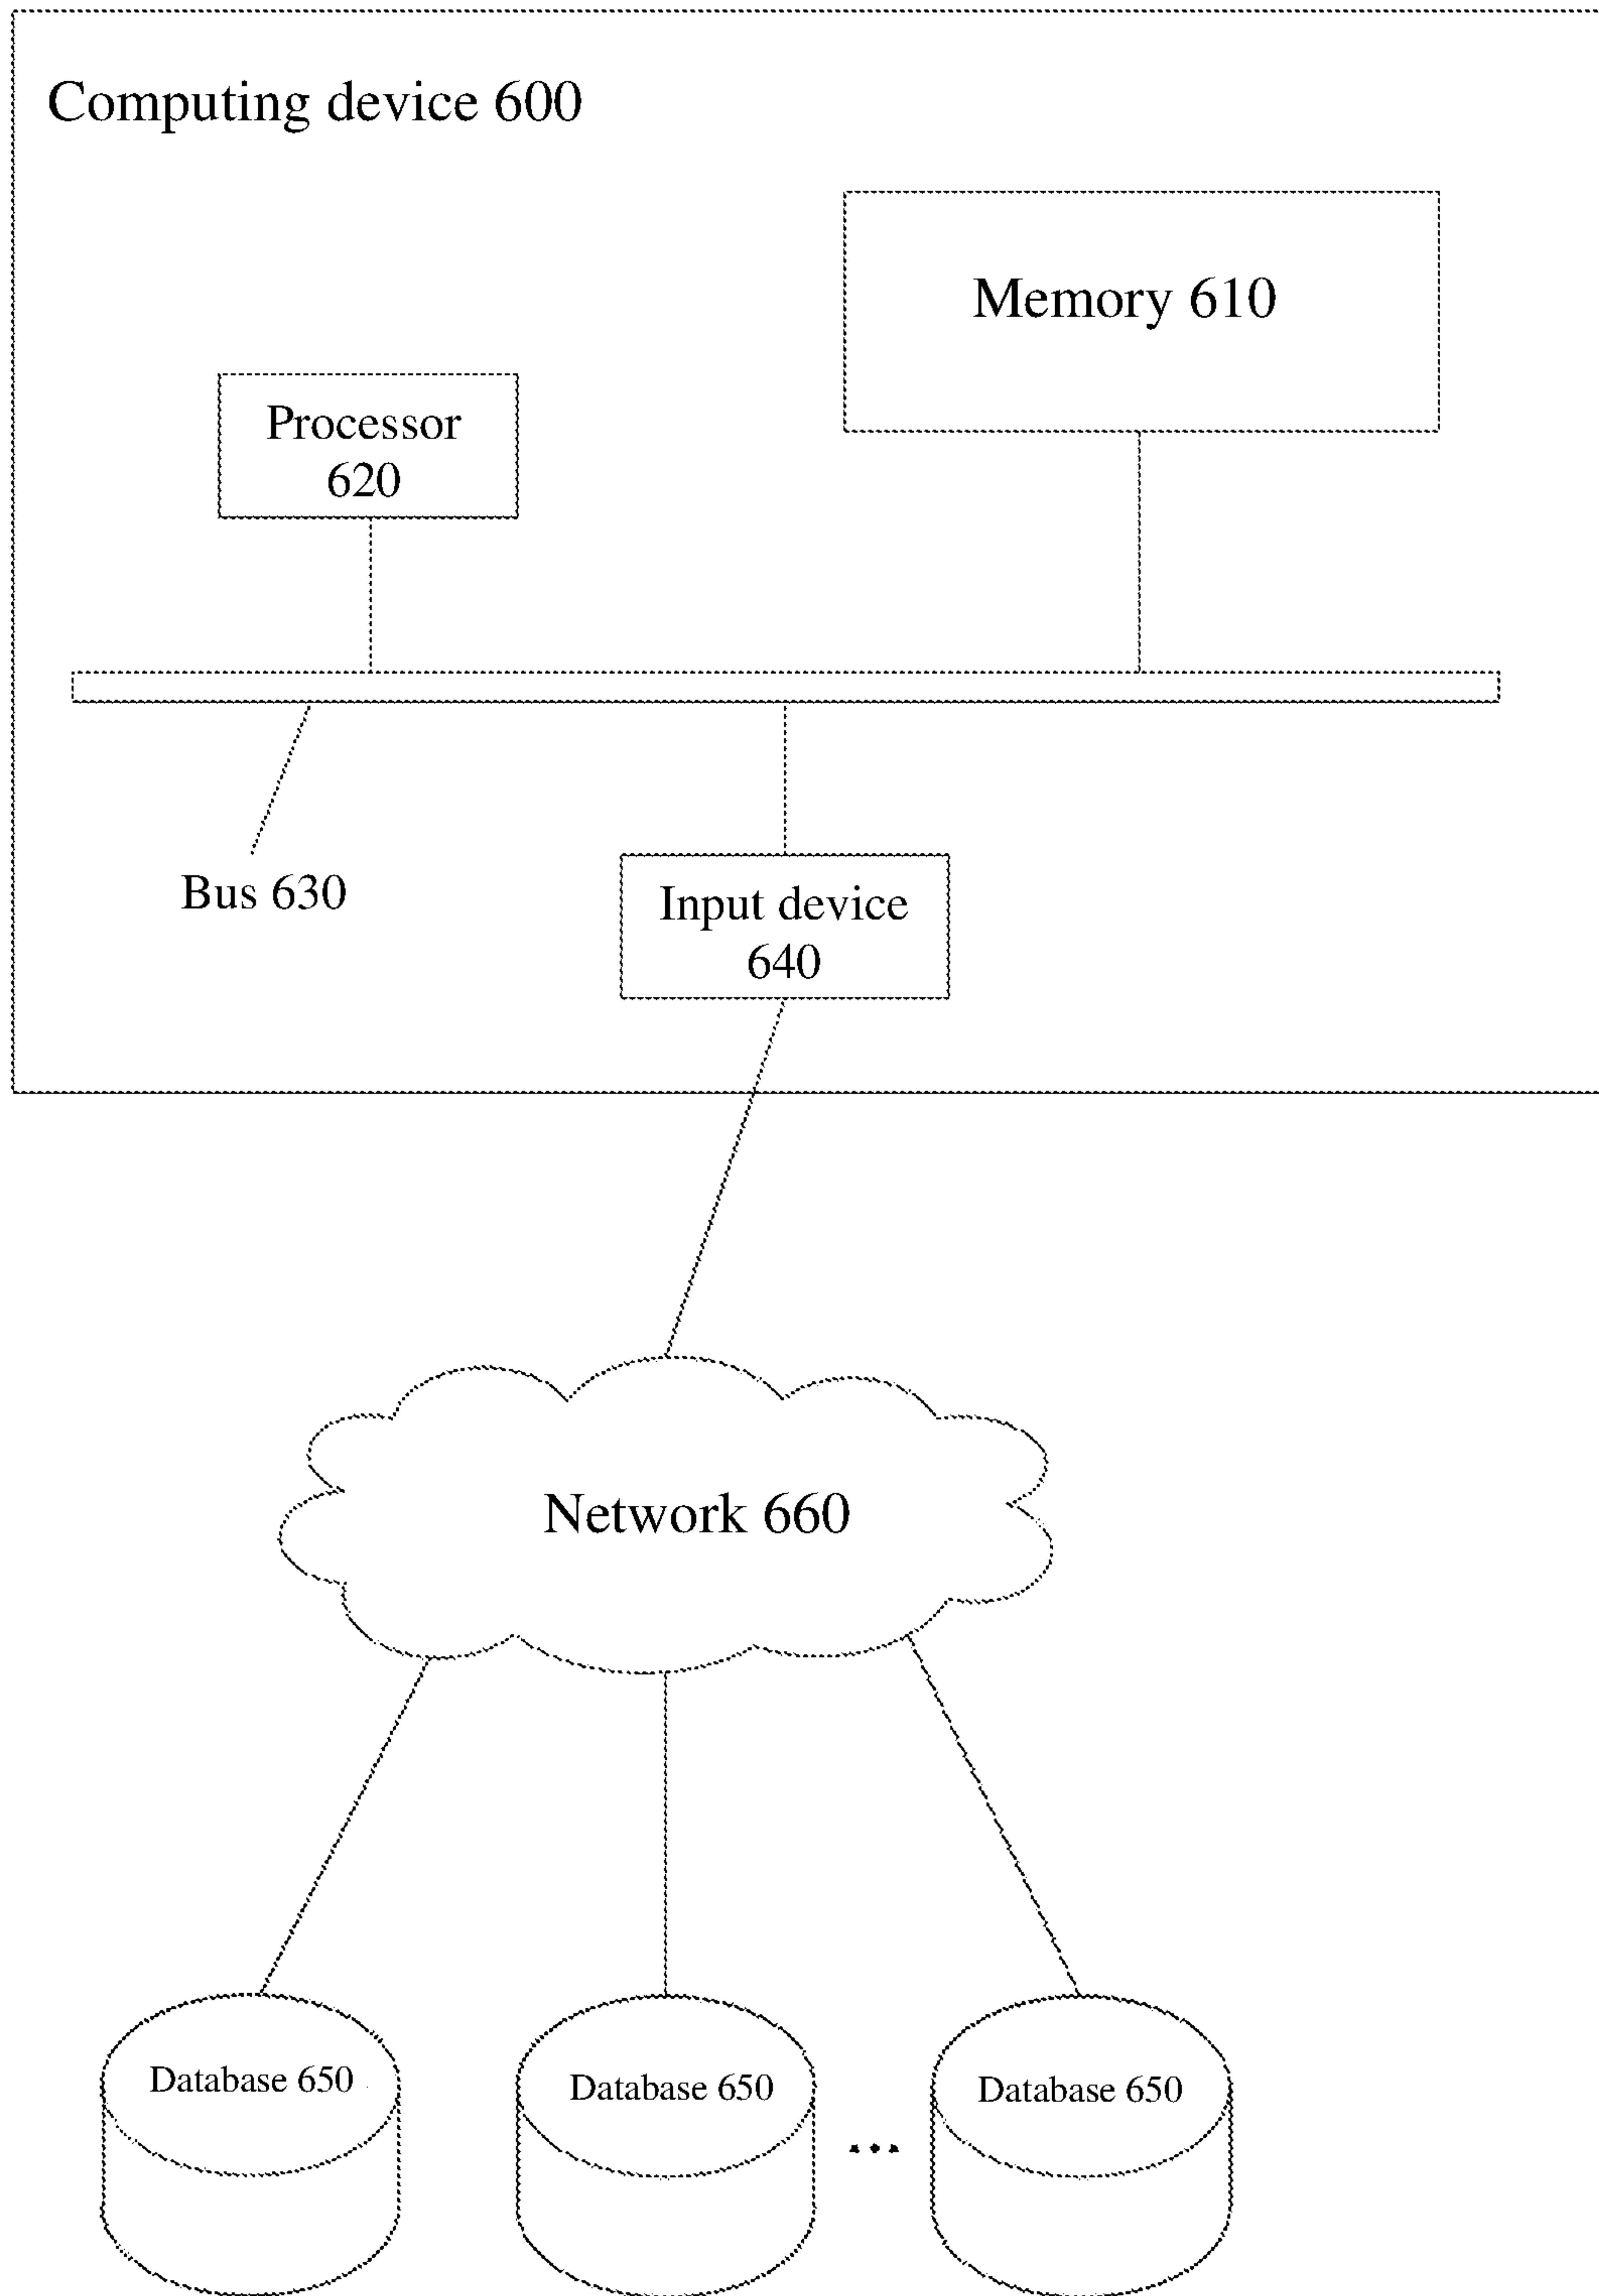 Computing device 600
Memory 610
Processor
620
Bus 630
Input device
640
Network 660
Database 650
Database 650
...
Database 650